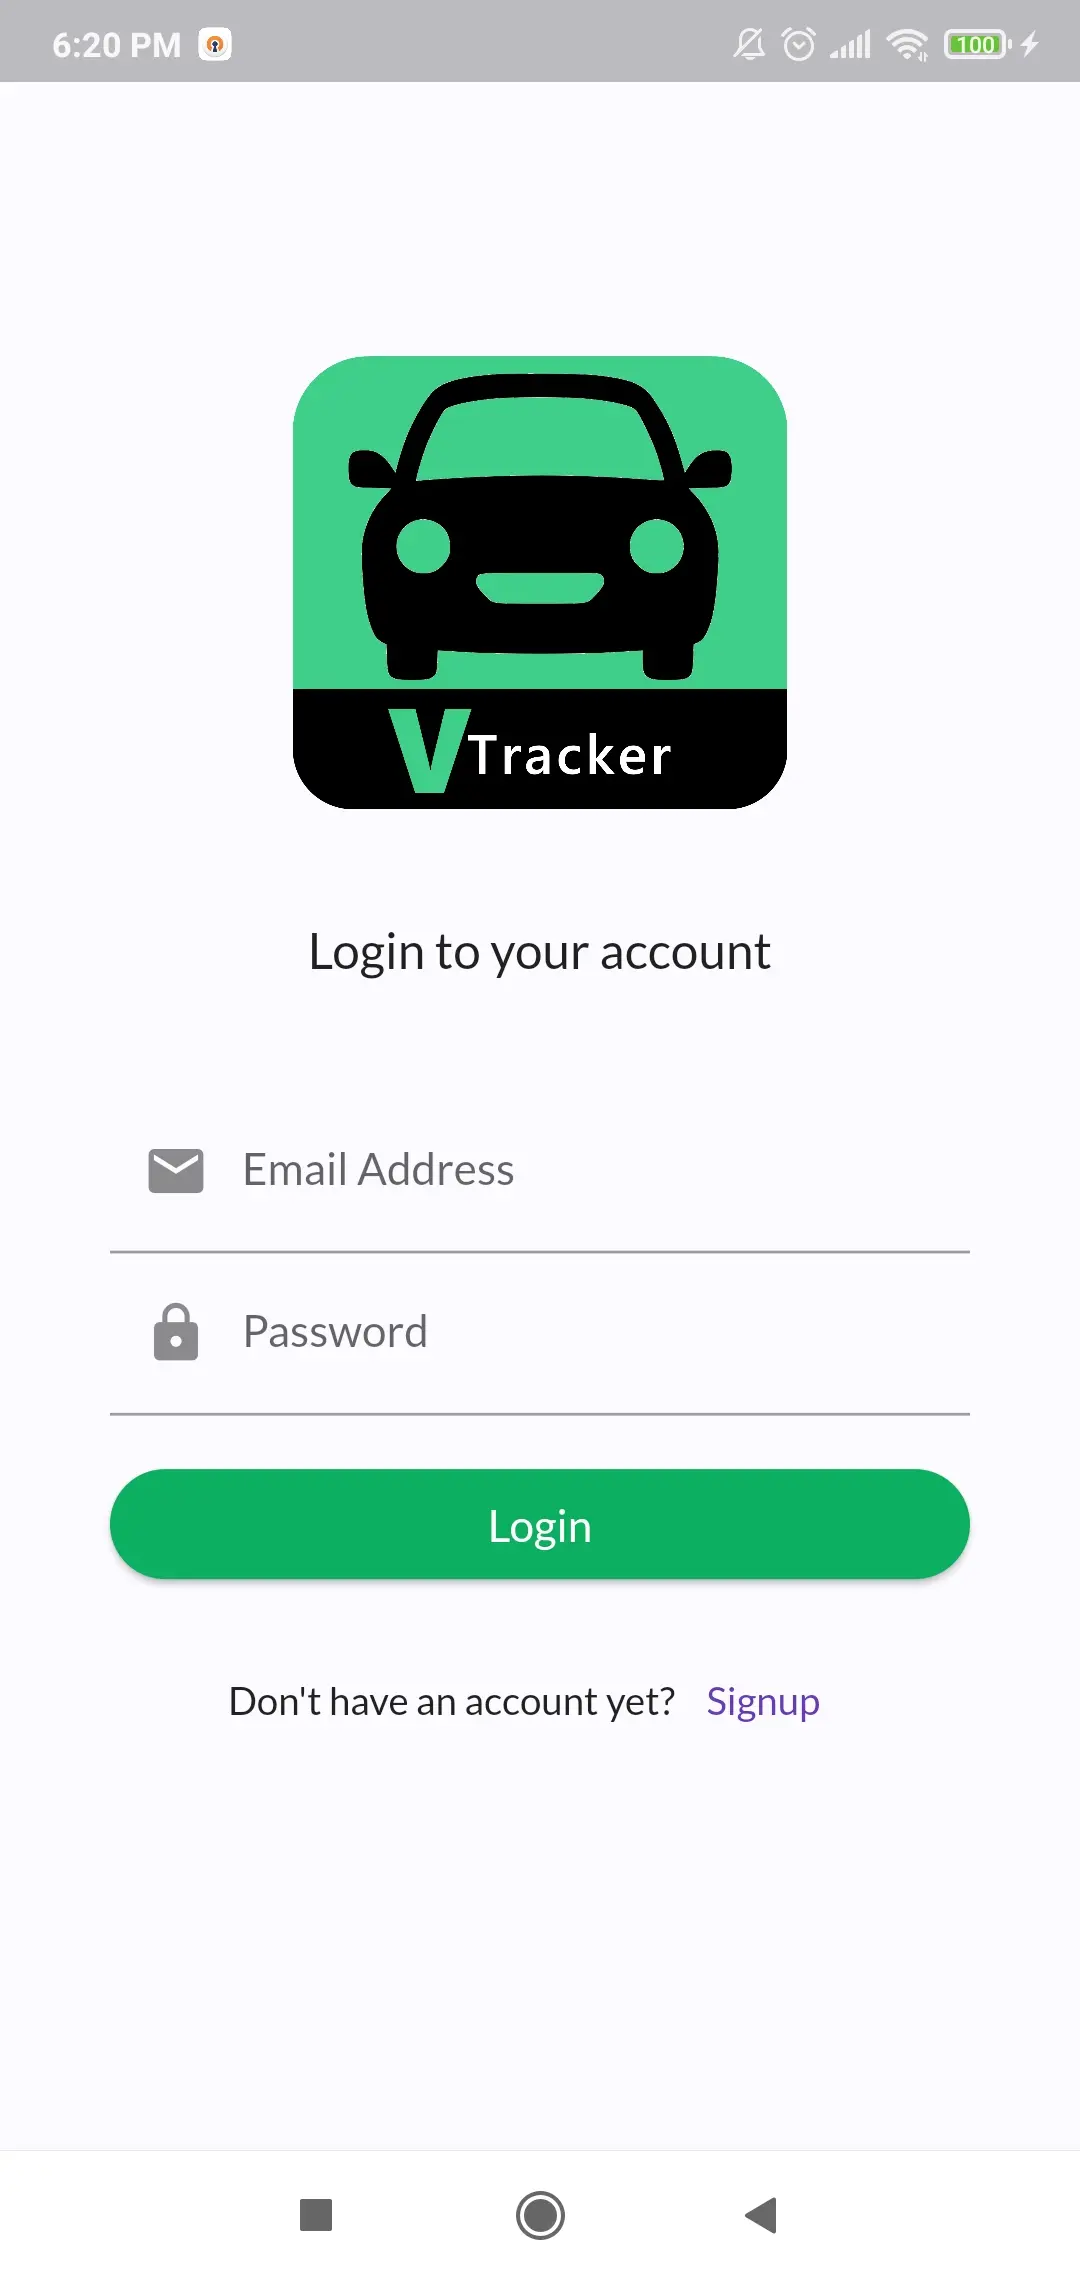 6:20 PM
100
VTracker
Login to your account
Email Address
Password
Login
Don't have an account yet? Signup